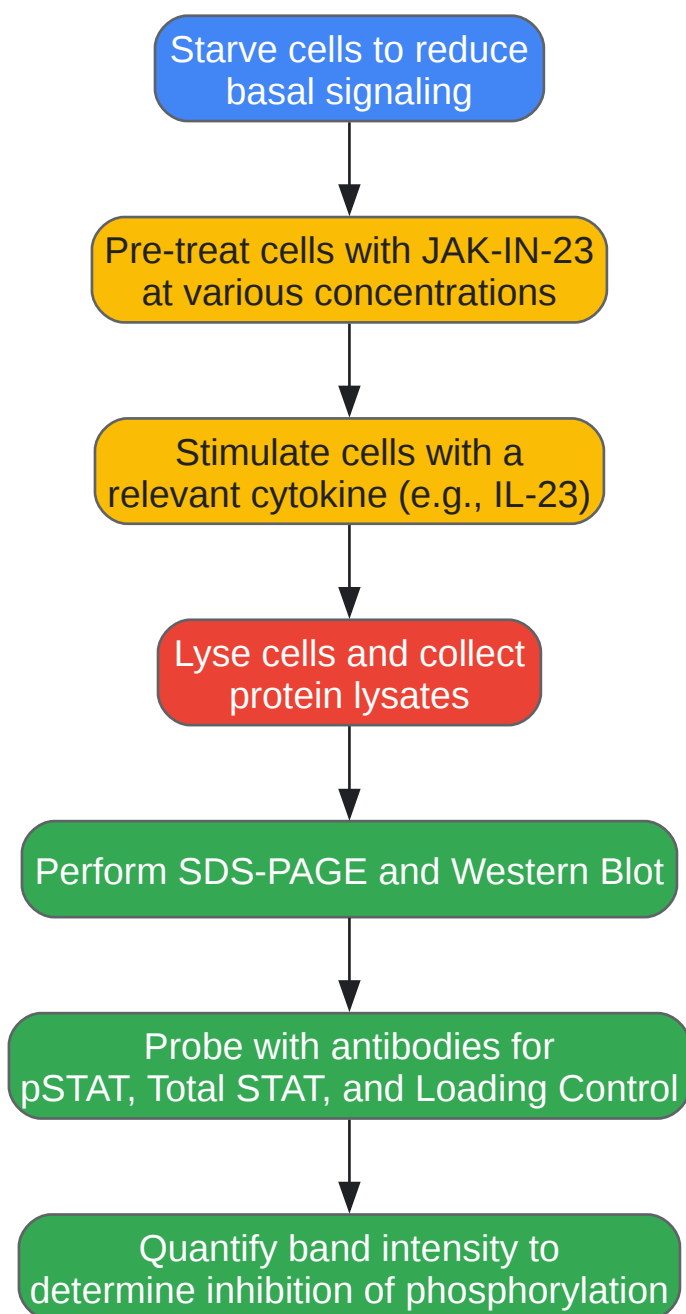 Starve cells to reduce
basal signaling
Pre-treat cells with JAK-IN-23
at various concentrations
Stimulate cells with a
relevant cytokine (e.g., IL-23)
Lyse cells and collect
protein lysates
Perform SDS-PAGE and Western Blot
Probe with antibodies for
pSTAT, Total STAT, and Loading Control
Quantify band intensity to
determine inhibition of phosphorylation